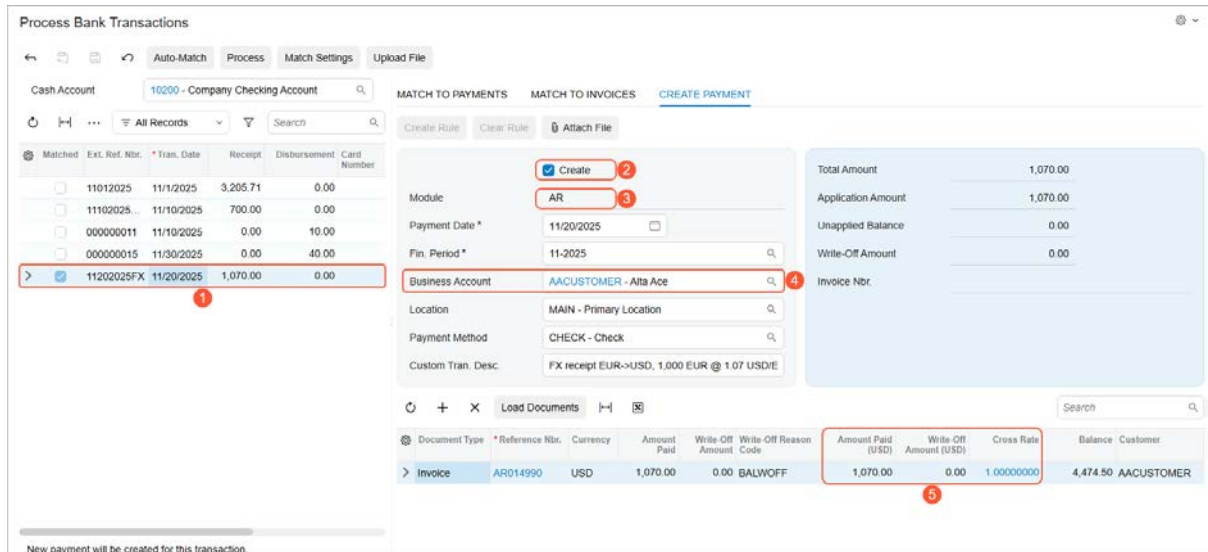 Process Bank Transactions
Auto-Match Process Match Settings Upload File
Cash Account 10200 - Company Checking Account
All Records Search
Matched Ext. Ref. Nbr. * Tran. Date Receipt Disbursement Card Number
11012025 11/1/2025 3,205.71 0.00
11102025... 11/10/2025 700.00 0.00
000000011 11/10/2025 0.00 10.00
000000015 11/30/2025 0.00 40.00
11202025FX 11/20/2025 1,070.00 0.00
1
New payment will be created for this transaction.
MATCH TO PAYMENTS MATCH TO INVOICES CREATE PAYMENT
Create Rule Clear Rule Attach File
Create 2
Module AR 3
Payment Date * 11/20/2025
Fin. Period * 11-2025
Business Account AACUSTOMER - Alta Ace 4
Location MAIN - Primary Location
Payment Method CHECK - Check
Custom Tran. Desc. FX receipt EUR->USD, 1,000 EUR @ 1.07 USD/E
Total Amount 1,070.00
Application Amount 1,070.00
Unapplied Balance 0.00
Write-Off Amount 0.00
Invoice Nbr.
Load Documents Search
Document Type * Reference Nbr. Currency Amount Paid Write-Off Amount Write-Off Reason Code Amount Paid (USD) Write-Off Amount (USD) Cross Rate Balance Customer
Invoice AR014990 USD 1,070.00 0.00 BALWOFF 1,070.00 0.00 1.00000000 4,474.50 AACUSTOMER
5